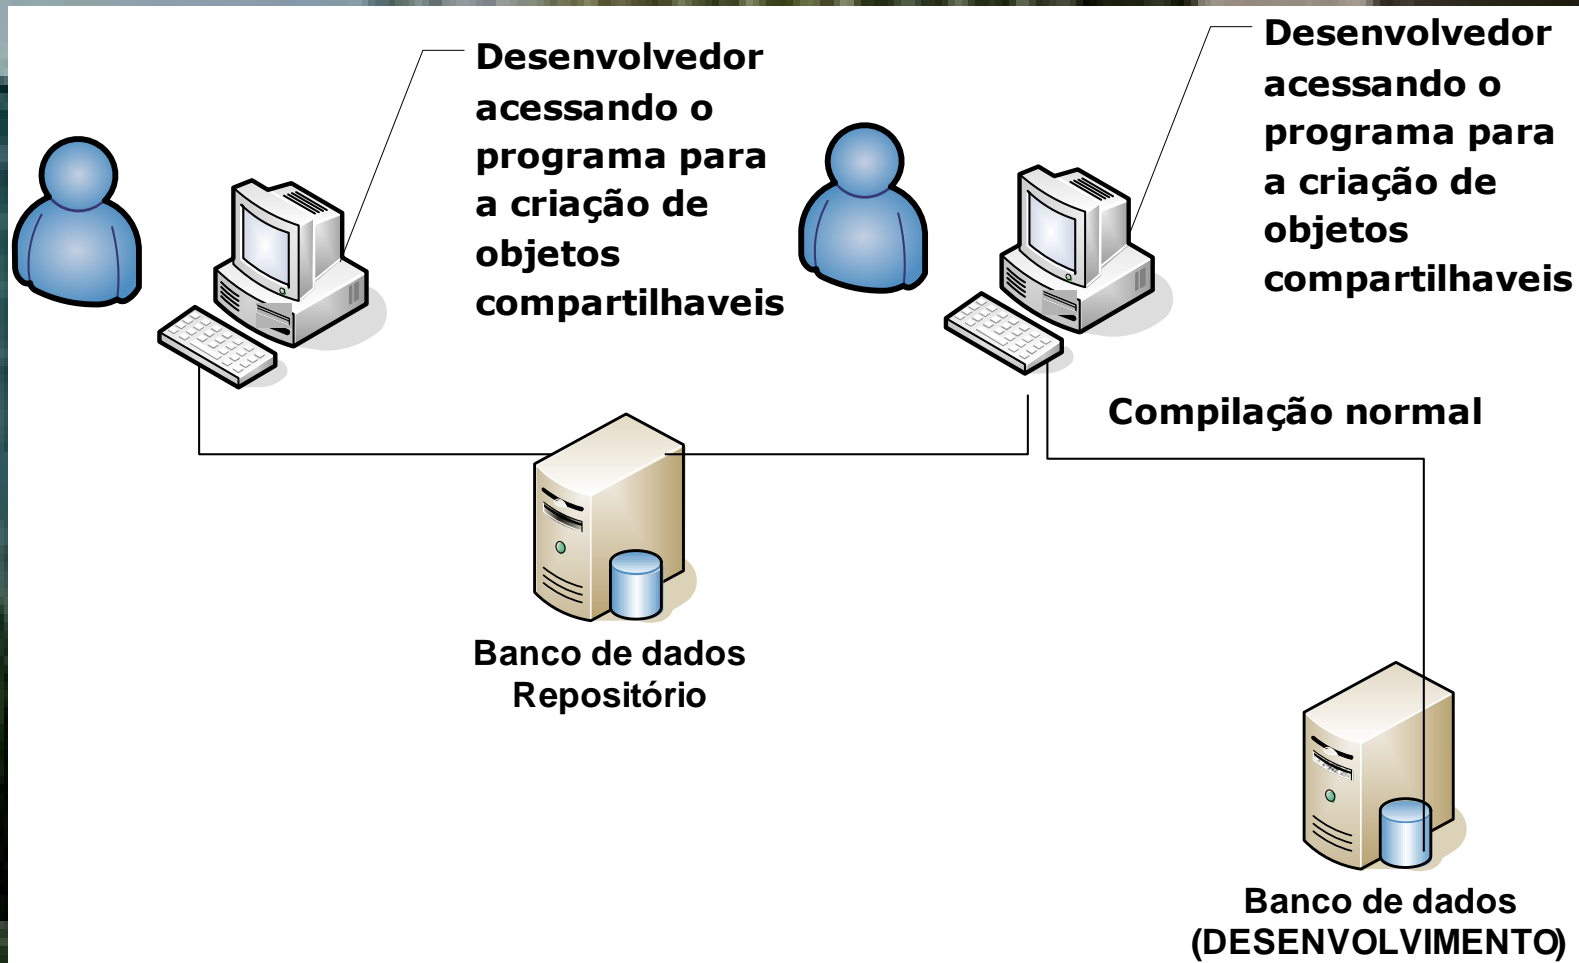 Desenvolvedor
acessando o
programa para
a criação de
objetos
compartilhaveis
Desenvolvedor
acessando o
programa para
a criação de
objetos
compartilhaveis
Compilação normal
Banco de dados
Repositório
Banco de dados
(DESENVOLVIMENTO)